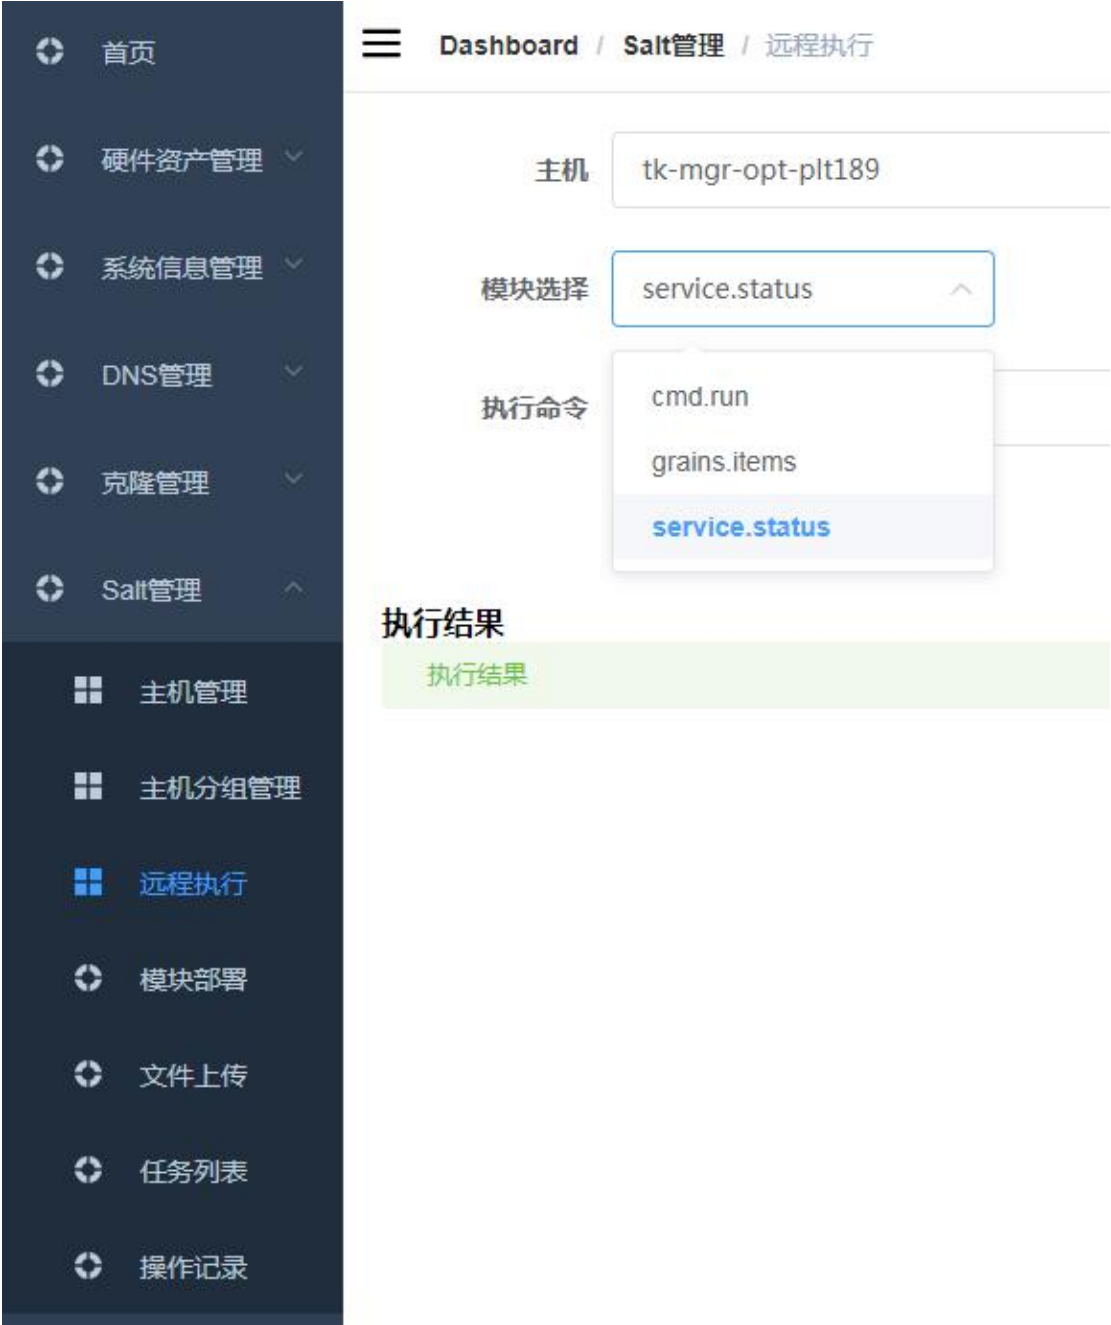 首页
硬件资产管理
系统信息管理
DNS管理
克隆管理
Salt管理
主机管理
主机分组管理
远程执行
模块部署
文件上传
任务列表
操作记录
Dashboard / Salt管理 / 远程执行
主机 tk-mgr-opt-plt189
模块选择 service.status
执行命令
cmd.run
grains.items
service.status
执行结果
执行结果